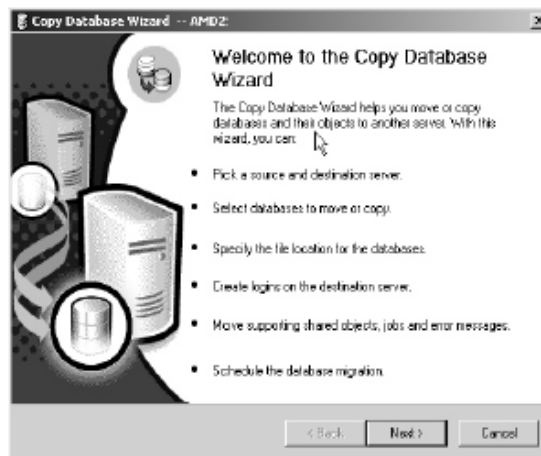 Copy Database Wizard -- AMD2:
Welcome to the Copy Database
Wizard
The Copy Database Wizard helps you move or copy
databases and their objects to another server. With this
wizard, you can:
• Pick a source and destination server.
• Select databases to move or copy.
• Specify the file location for the databases.
• Create logins on the destination server.
• Move supporting shared objects, jobs and error messages.
• Schedule the database migration.
< Back Next > Cancel